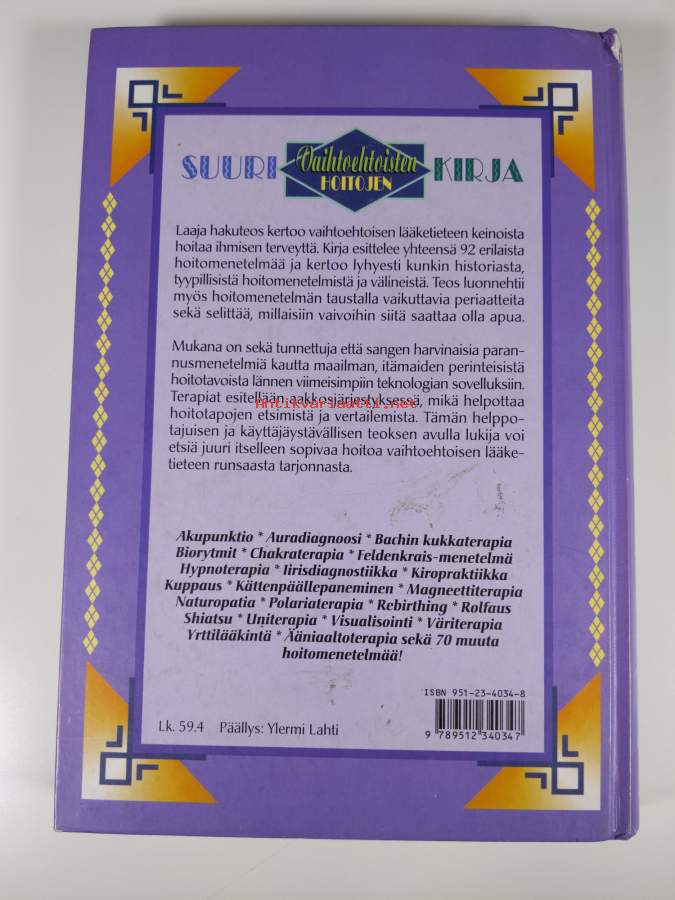 SUURI Vaihtoehtoisten HOITOJEN KIRJA
Laaja hakuteos kertoo vaihtoehtoisen lääketieteen keinoista
hoitaa ihmisen terveyttä. Kirja esittelee yhteensä 92 erilaista
hoitomenetelmää ja kertoo lyhyesti kunkin historiasta,
tyypillisistä hoitomenetelmistä ja välineistä. Teos luonnehtii
myös hoitomenetelmän taustalla vaikuttavia periaatteita
sekä selittää, millaisiin vaivoihin siitä saattaa olla apua.
Mukana on sekä tunnettuja että sangen harvinaisia paran-
nusmenetelmiä kautta maailman, itämaiden perinteisistä
hoitotavoista lännen viimeisimpiin teknologian sovelluksiin.
Terapiat esitellään aakkosjärjestyksessä, mikä helpottaa
Antikvariaatti.net
hoitotapojen etsimistä ja vertailemista. Tämän helppo-
tajuisen ja käyttäjäystävällisen teoksen avulla lukija voi
etsiä juuri itselleen sopivaa hoitoa vaihtoehtoisen lääke-
tieteen runsaasta tarjonnasta.
Akupunktio * Auradiagnoosi * Bachin kukkaterapia
Biorytmit * Chakraterapia * Feldenkrais-menetelmä
Hypnoterapia * Iirisdiagnostiikka * Kiropraktiikka
Kuppaus * Kättenpäällepaneminen * Magneettiterapia
Naturopatia * Polariaterapia * Rebirthing * Rolfaus
Shiatsu * Uniterapia * Visualisointi * Väriterapia
Yrttilääkintä * Ääniaaltoterapia sekä 70 muuta
hoitomenetelmää!
ISBN 951-23-4034-8
Lk. 59.4 Päällys: Ylermi Lahti
9 789512 340347